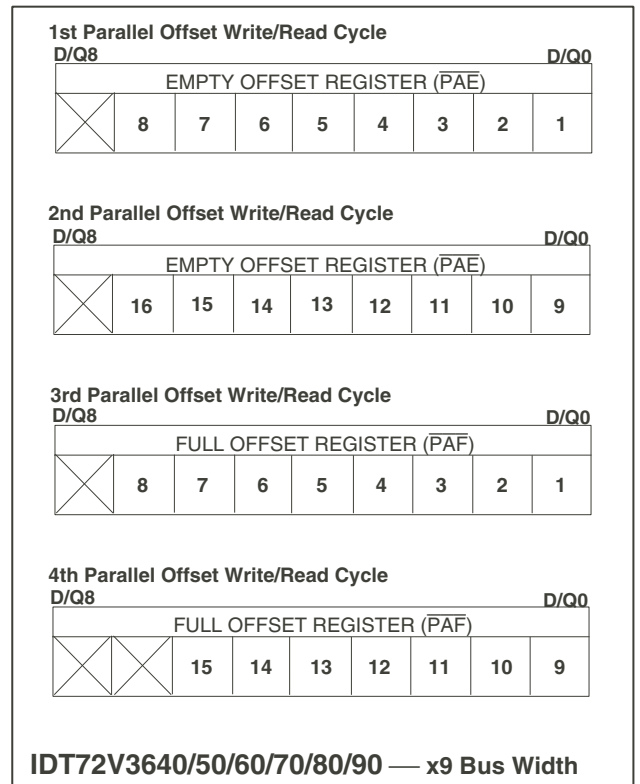 1st Parallel Offset Write/Read Cycle
D/Q8 D/Q0
EMPTY OFFSET REGISTER (PAE)
8 7 6 5 4 3 2 1
2nd Parallel Offset Write/Read Cycle
D/Q8 D/Q0
EMPTY OFFSET REGISTER (PAE)
16 15 14 13 12 11 10 9
3rd Parallel Offset Write/Read Cycle
D/Q8 D/Q0
FULL OFFSET REGISTER (PAF)
8 7 6 5 4 3 2 1
4th Parallel Offset Write/Read Cycle
D/Q8 D/Q0
FULL OFFSET REGISTER (PAF)
15 14 13 12 11 10 9
IDT72V3640/50/60/70/80/90 — x9 Bus Width